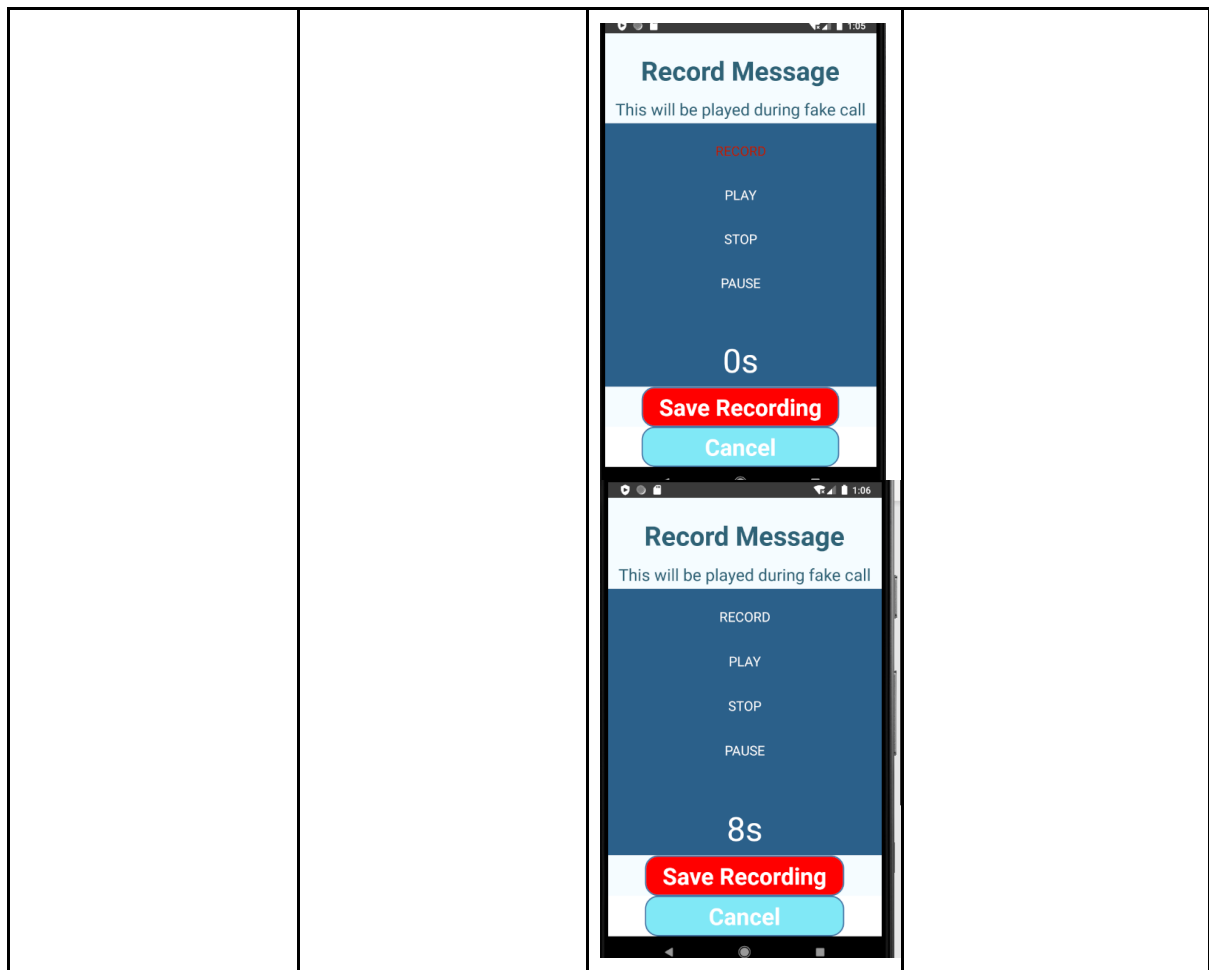 1:05
Record Message
This will be played during fake call
RECORD
PLAY
STOP
PAUSE
0s
Save Recording
Cancel
1:06
Record Message
This will be played during fake call
RECORD
PLAY
STOP
PAUSE
8s
Save Recording
Cancel